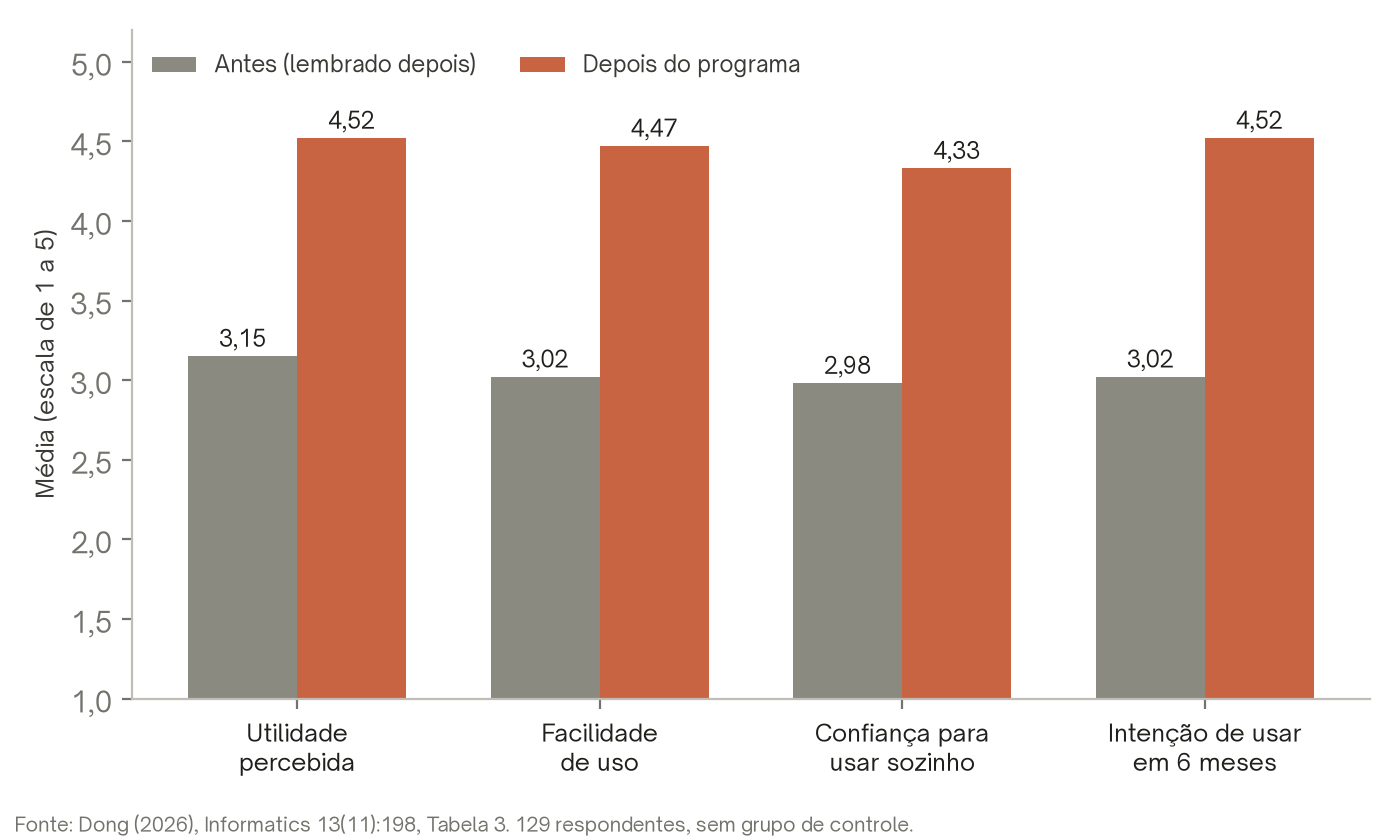 Antes (lembrado depois)
Depois do programa
5,0
4,5
4,0
3,5
3,0
2,5
2,0
1,5
1,0
Média (escala de 1 a 5)
3,15
4,52
3,02
4,47
2,98
4,33
3,02
4,52
Utilidade
percebida
Facilidade
de uso
Confiança para
usar sozinho
Intenção de usar
em 6 meses
Fonte: Dong (2026), Informatics 13(11):198, Tabela 3. 129 respondentes, sem grupo de controle.